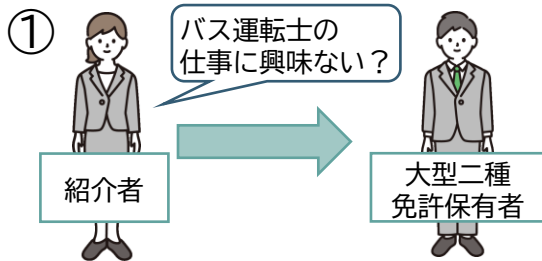 ①
バス運転士の
仕事に興味ない？
紹介者
大型二種
免許保有者